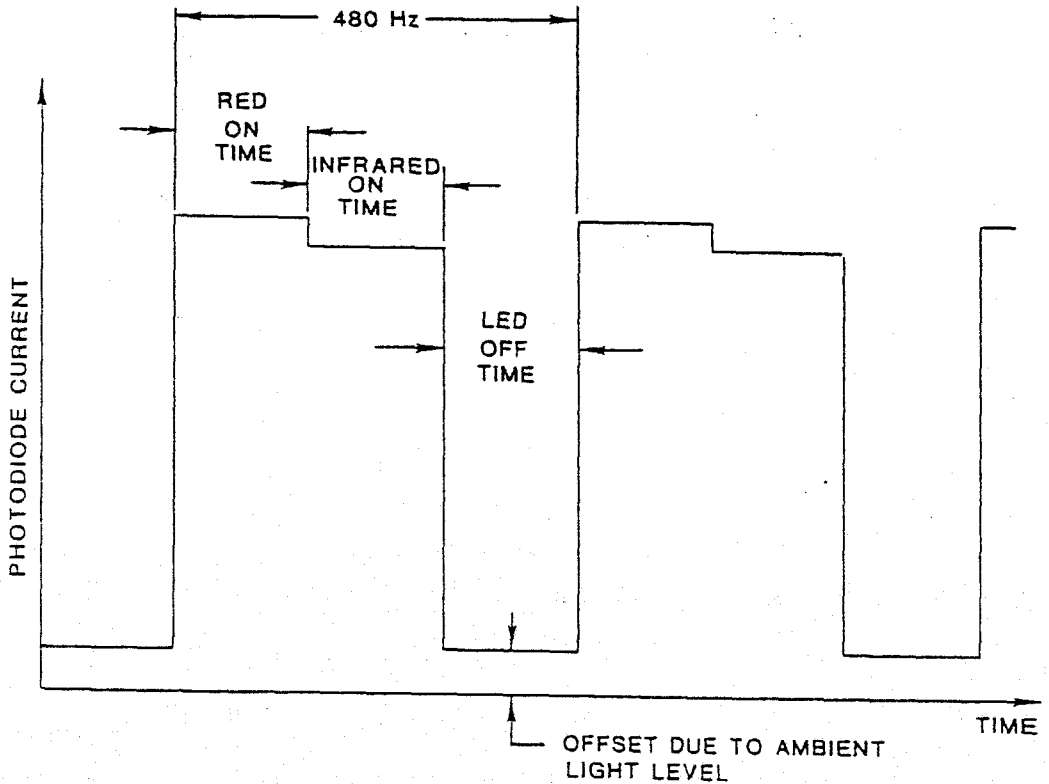 480 Hz
RED
ON
TIME
INFRARED
ON
TIME
LED
OFF
TIME
PHOTODIODE CURRENT
TIME
OFFSET DUE TO AMBIENT
LIGHT LEVEL